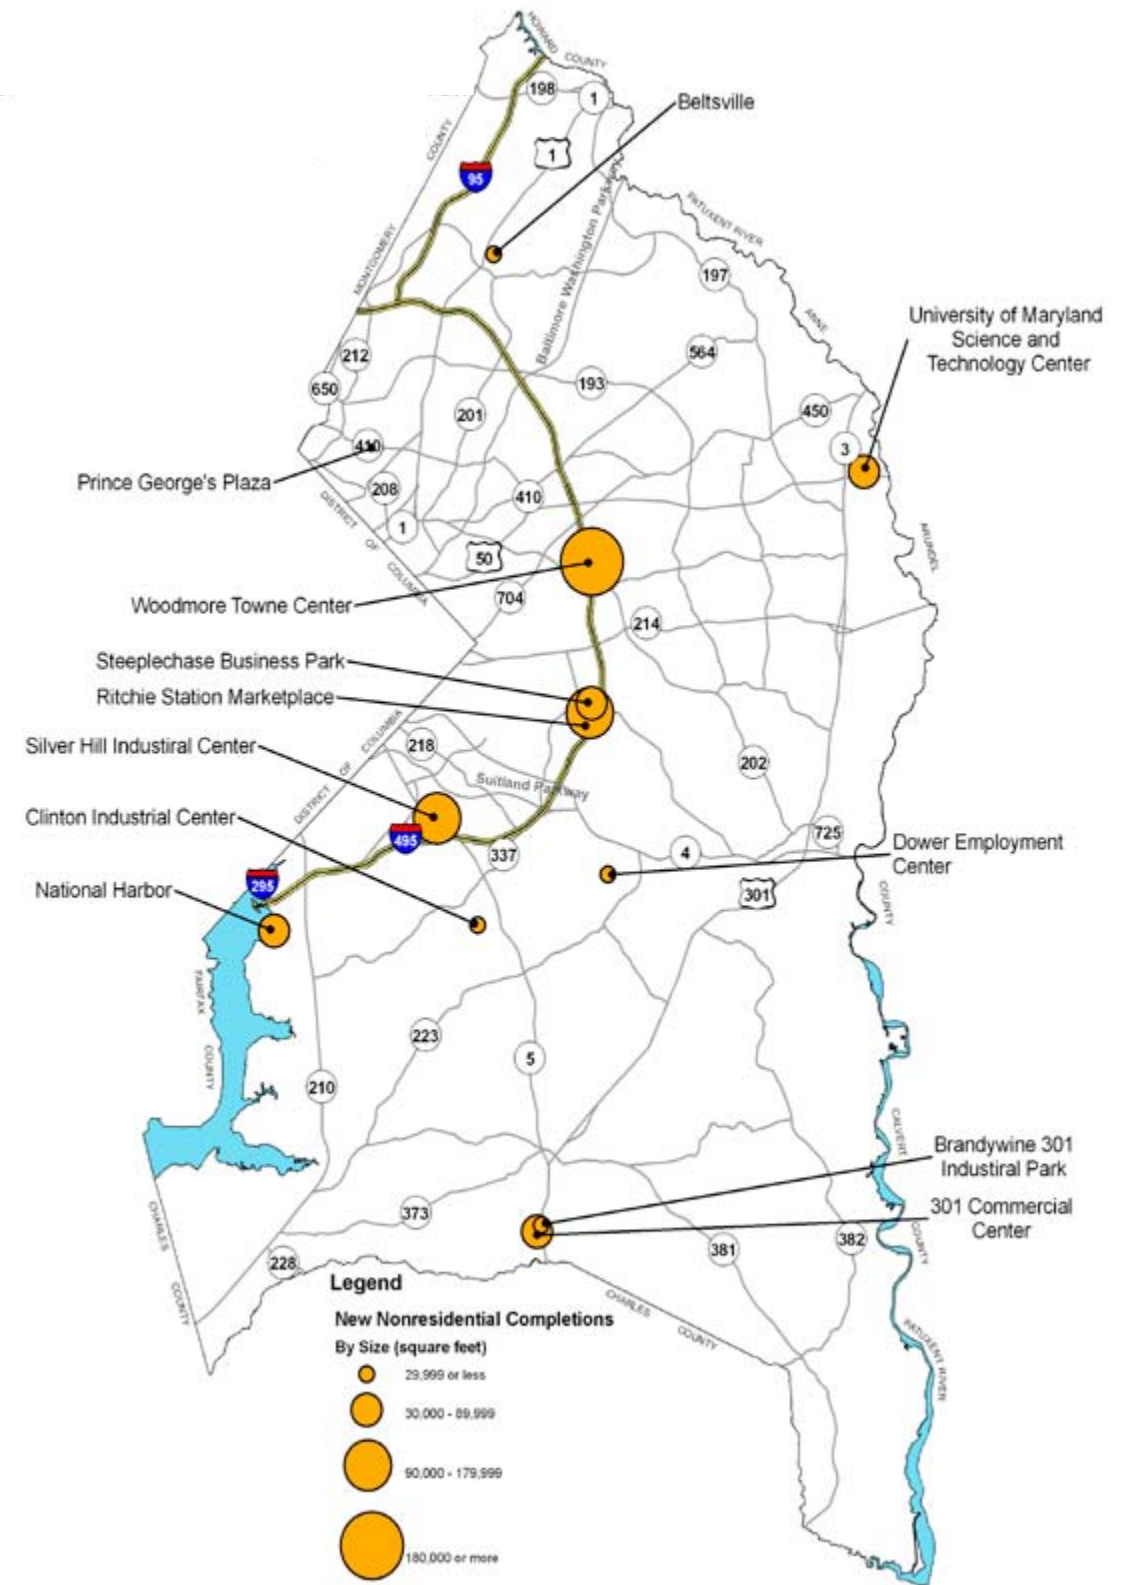 HOWARD
COUNTY
198
1
Beltsville
COUNTY
1
95
PATUXENT RIVER
MONTGOMERY
Baltimore Washington Parkway
197
ANNE
University of Maryland
Science and
Technology Center
212
564
650
193
450
201
3
410
Prince George's Plaza
208
410
DISTRICT
OF
COLUMBIA
1
50
ARUNDEL
Woodmore Towne Center
704
214
Steeplechase Business Park
Ritchie Station Marketplace
Silver Hill Industiral Center
218
DISTRICT
OF
COLUMBIA
202
Suitland Parkway
Clinton Industrial Center
495
337
4
725
Dower Employment
Center
National Harbor
295
301
COUNTY
FAIRFAX
COUNTY
223
5
210
CALVERT
COUNTY
Brandywine 301
Industiral Park
301 Commercial
Center
373
381
382
228
CHARLES
COUNTY
CHARLES
COUNTY
PATUXENT RIVER
Legend
New Nonresidential Completions
By Size (square feet)
29,999 or less
30,000 - 89,999
90,000 - 179,999
180,000 or more